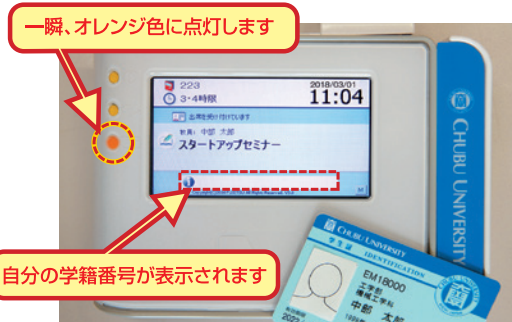 一瞬、オレンジ色に点灯します
223
3・4時限
2018/03/01
11:04
出席を受け付けています
教員: 中部 太郎
スタートアップセミナー
M
自分の学籍番号が表示されます
CHUBU UNIVERSITY
CHUBU UNIVERSITY
学生証 IDENTIFICATION
EM18000
工学部
機械工学科
中部 太郎